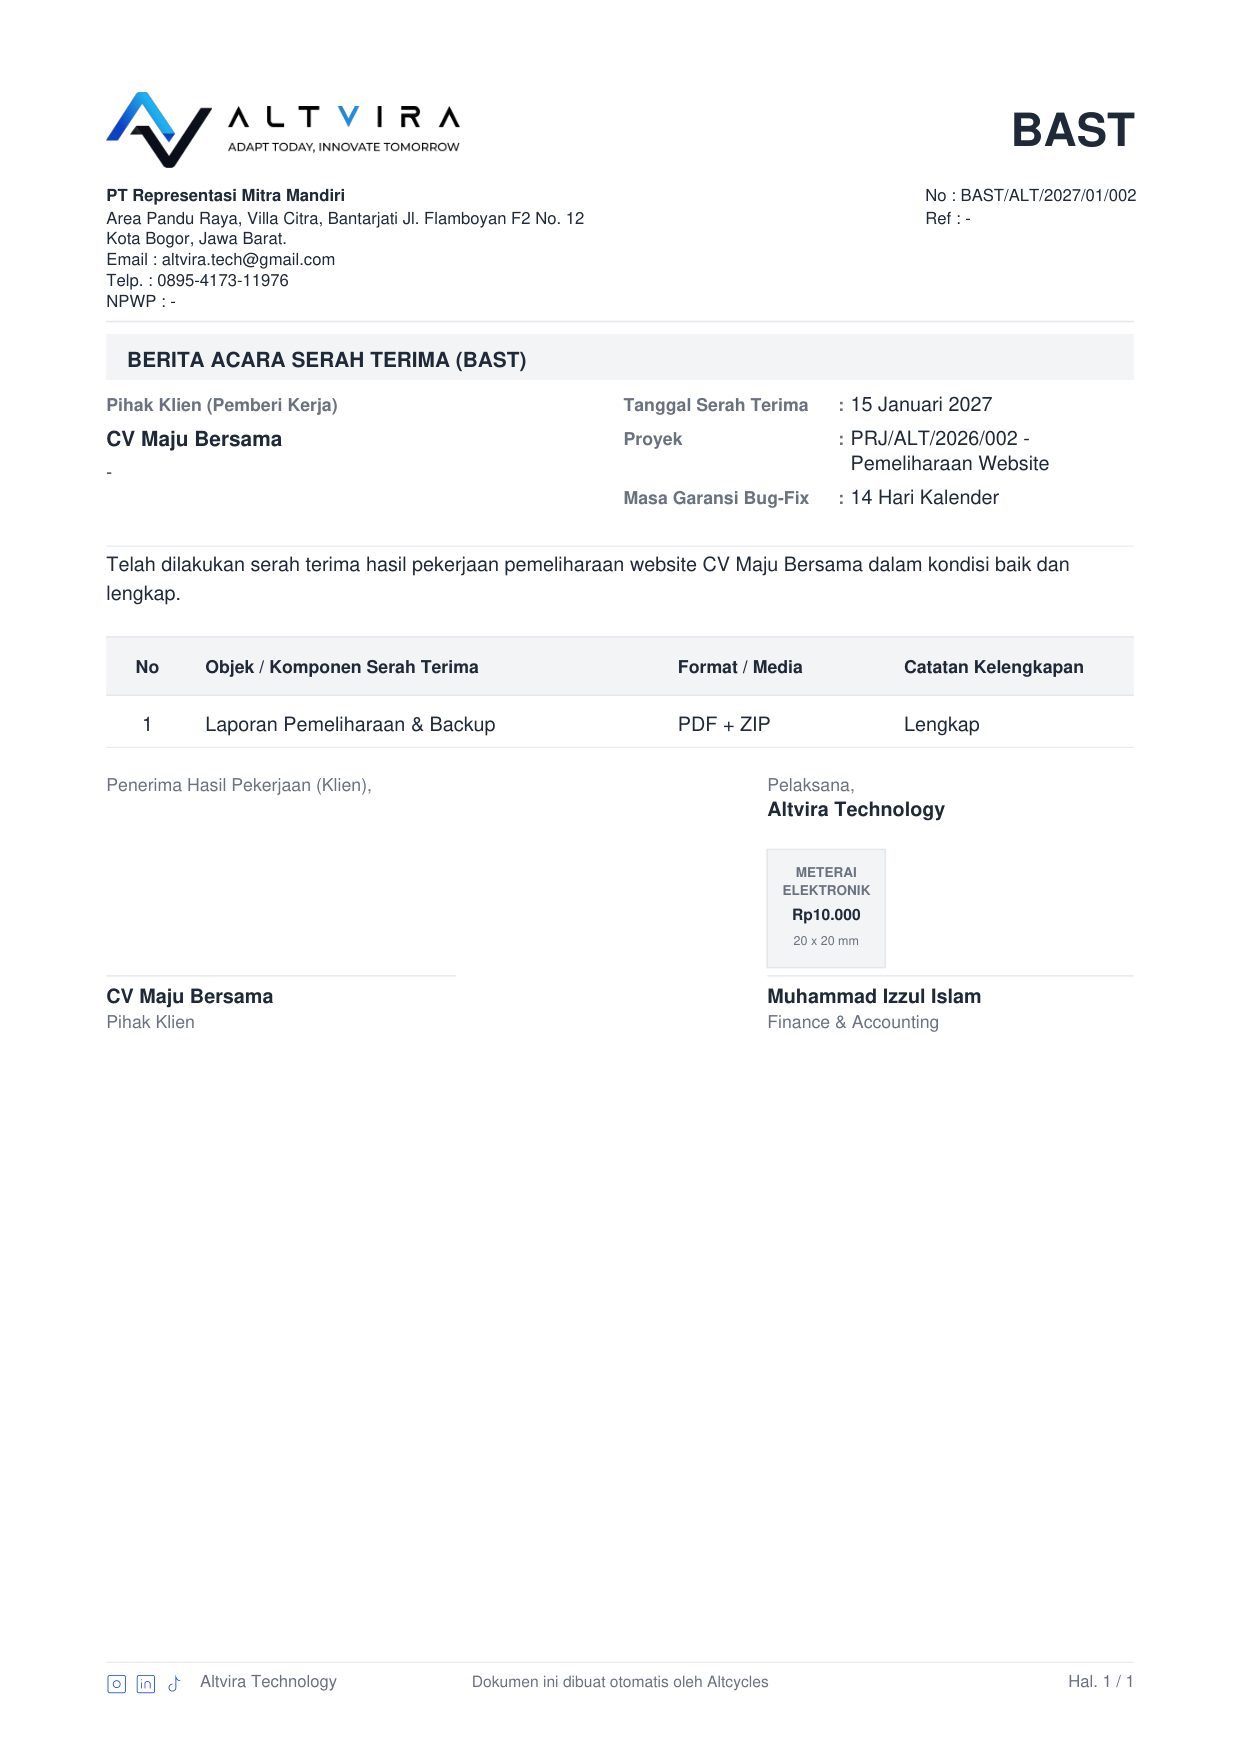 ALTVIRA
ADAPT TODAY, INNOVATE TOMORROW
BAST
PT Representasi Mitra Mandiri
Area Pandu Raya, Villa Citra, Bantarjati Jl. Flamboyan F2 No. 12
Kota Bogor, Jawa Barat.
Email : altvira.tech@gmail.com
Telp. : 0895-4173-11976
NPWP : -
No : BAST/ALT/2027/01/002
Ref : -
BERITA ACARA SERAH TERIMA (BAST)
Pihak Klien (Pemberi Kerja)
CV Maju Bersama
-
Tanggal Serah Terima : 15 Januari 2027
Proyek : PRJ/ALT/2026/002 -
Pemeliharaan Website
Masa Garansi Bug-Fix : 14 Hari Kalender
Telah dilakukan serah terima hasil pekerjaan pemeliharaan website CV Maju Bersama dalam kondisi baik dan
lengkap.
No Objek / Komponen Serah Terima Format / Media Catatan Kelengkapan
1 Laporan Pemeliharaan & Backup PDF + ZIP Lengkap
Penerima Hasil Pekerjaan (Klien),
CV Maju Bersama
Pihak Klien
Pelaksana,
Altvira Technology
METERAI
ELEKTRONIK
Rp10.000
20 x 20 mm
Muhammad Izzul Islam
Finance & Accounting
Altvira Technology Dokumen ini dibuat otomatis oleh Altcycles Hal. 1 / 1